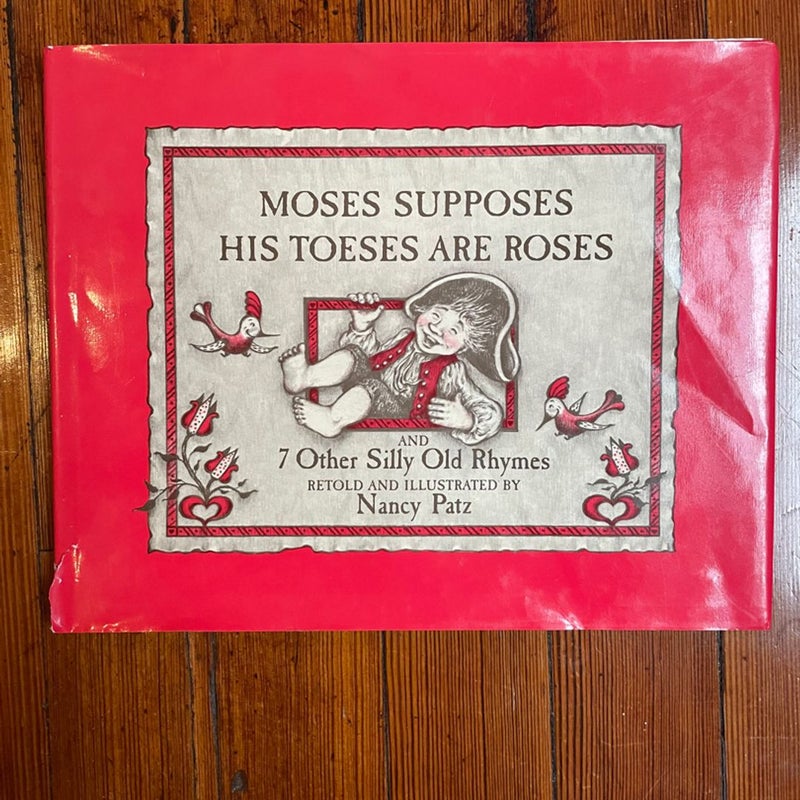 MOSES SUPPOSES
HIS TOESES ARE ROSES
AND
7 Other Silly Old Rhymes
RETOLD AND ILLUSTRATED BY
Nancy Patz